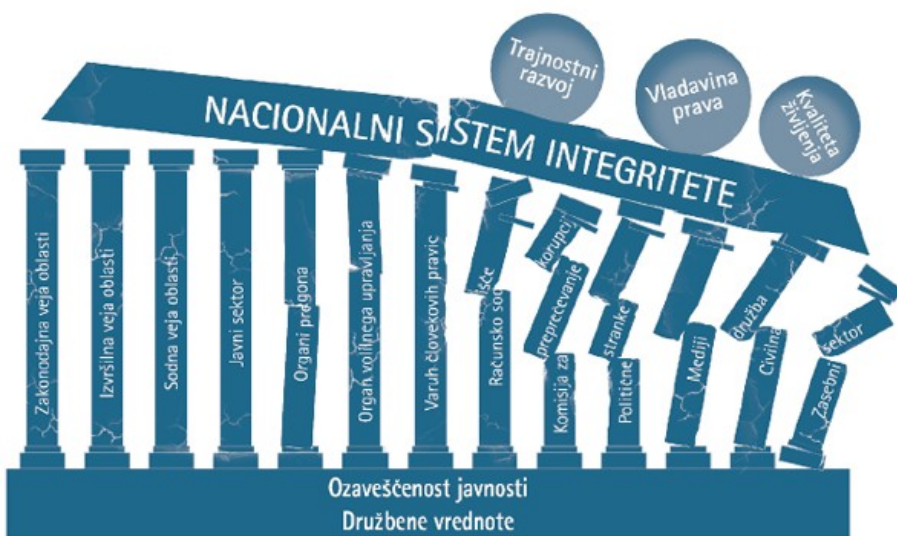 Trajnostni
razvoj
Vladavina
prava
Kvaliteta
življenja
NACIONALNI SISTEM INTEGRITETE
Zakonodajna veja oblasti
Izvršilna veja oblasti
Sodna veja oblasti
Javni sektor
Organi pregona
Organ volilnega upravljanja
Varuh človekovih pravic
Računsko sodišče
Komisija za preprečevanje korupcij
Politične stranke
Mediji
Civilna družba
Zasebni sektor
Ozaveščenost javnosti
Družbene vrednote